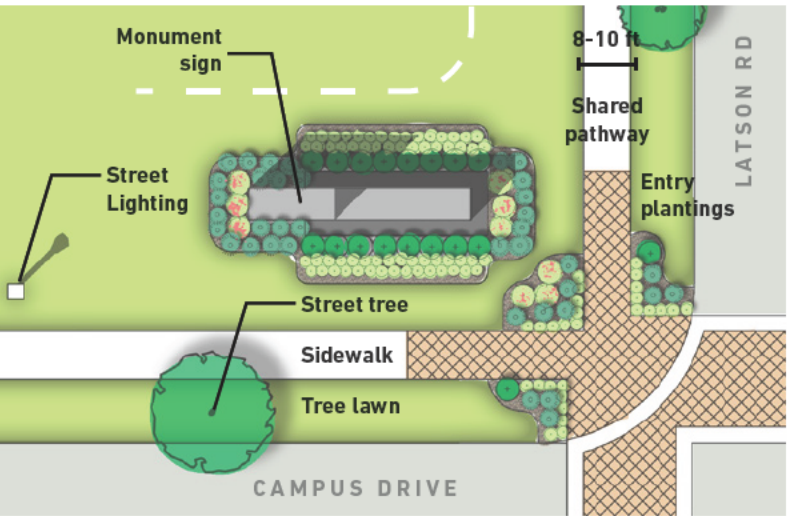 Monument
sign
8-10 ft
LATSON RD
Shared
pathway
Street
Lighting
Entry
plantings
Street tree
Sidewalk
Tree lawn
CAMPUS DRIVE